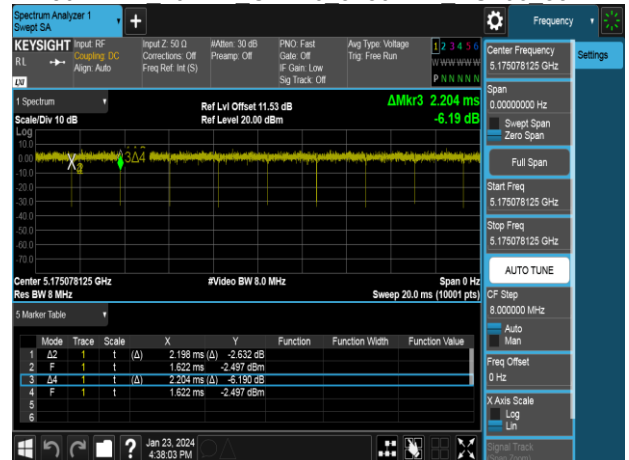 Spectrum Analyzer 1
Swept SA
+
Frequency
KEYSIGHT
RL
LXI
Input: RF
Coupling: DC
Align: Auto
Input Z: 50 Ω
Corrections: Off
Freq Ref: Int (S)
#Atten: 30 dB
Preamp: Off
PNO: Fast
Gate: Off
IF Gain: Low
Sig Track: Off
Avg Type: Voltage
Trig: Free Run
1 2 3 4 5 6
W W W W W W
P N N N N N
Center Frequency
5.175078125 GHz
Settings
Span
0.00000000 Hz
Swept Span
Zero Span
Full Span
Start Freq
5.175078125 GHz
Stop Freq
5.175078125 GHz
AUTO TUNE
CF Step
8.000000 MHz
Auto
Man
Freq Offset
0 Hz
X Axis Scale
Log
Lin
Signal Track
(Span Zoom)
1 Spectrum
Scale/Div 10 dB
Ref Lvl Offset 11.53 dB
Ref Level 20.00 dBm
ΔMkr3 2.204 ms
-6.19 dB
Log
10.0
0.00
-10.0
-20.0
-30.0
-40.0
-50.0
-60.0
-70.0
3Δ4
Center 5.175078125 GHz
Res BW 8 MHz
#Video BW 8.0 MHz
Span 0 Hz
Sweep 20.0 ms (10001 pts)
5 Marker Table
Mode Trace Scale X Y Function Function Width Function Value
1 Δ2 1 t (Δ) 2.198 ms (Δ) -2.632 dB
2 F 1 t 1.622 ms -2.497 dBm
3 Δ4 1 t (Δ) 2.204 ms (Δ) -6.190 dB
4 F 1 t 1.622 ms -2.497 dBm
5
6
?
Jan 23, 2024
4:38:03 PM